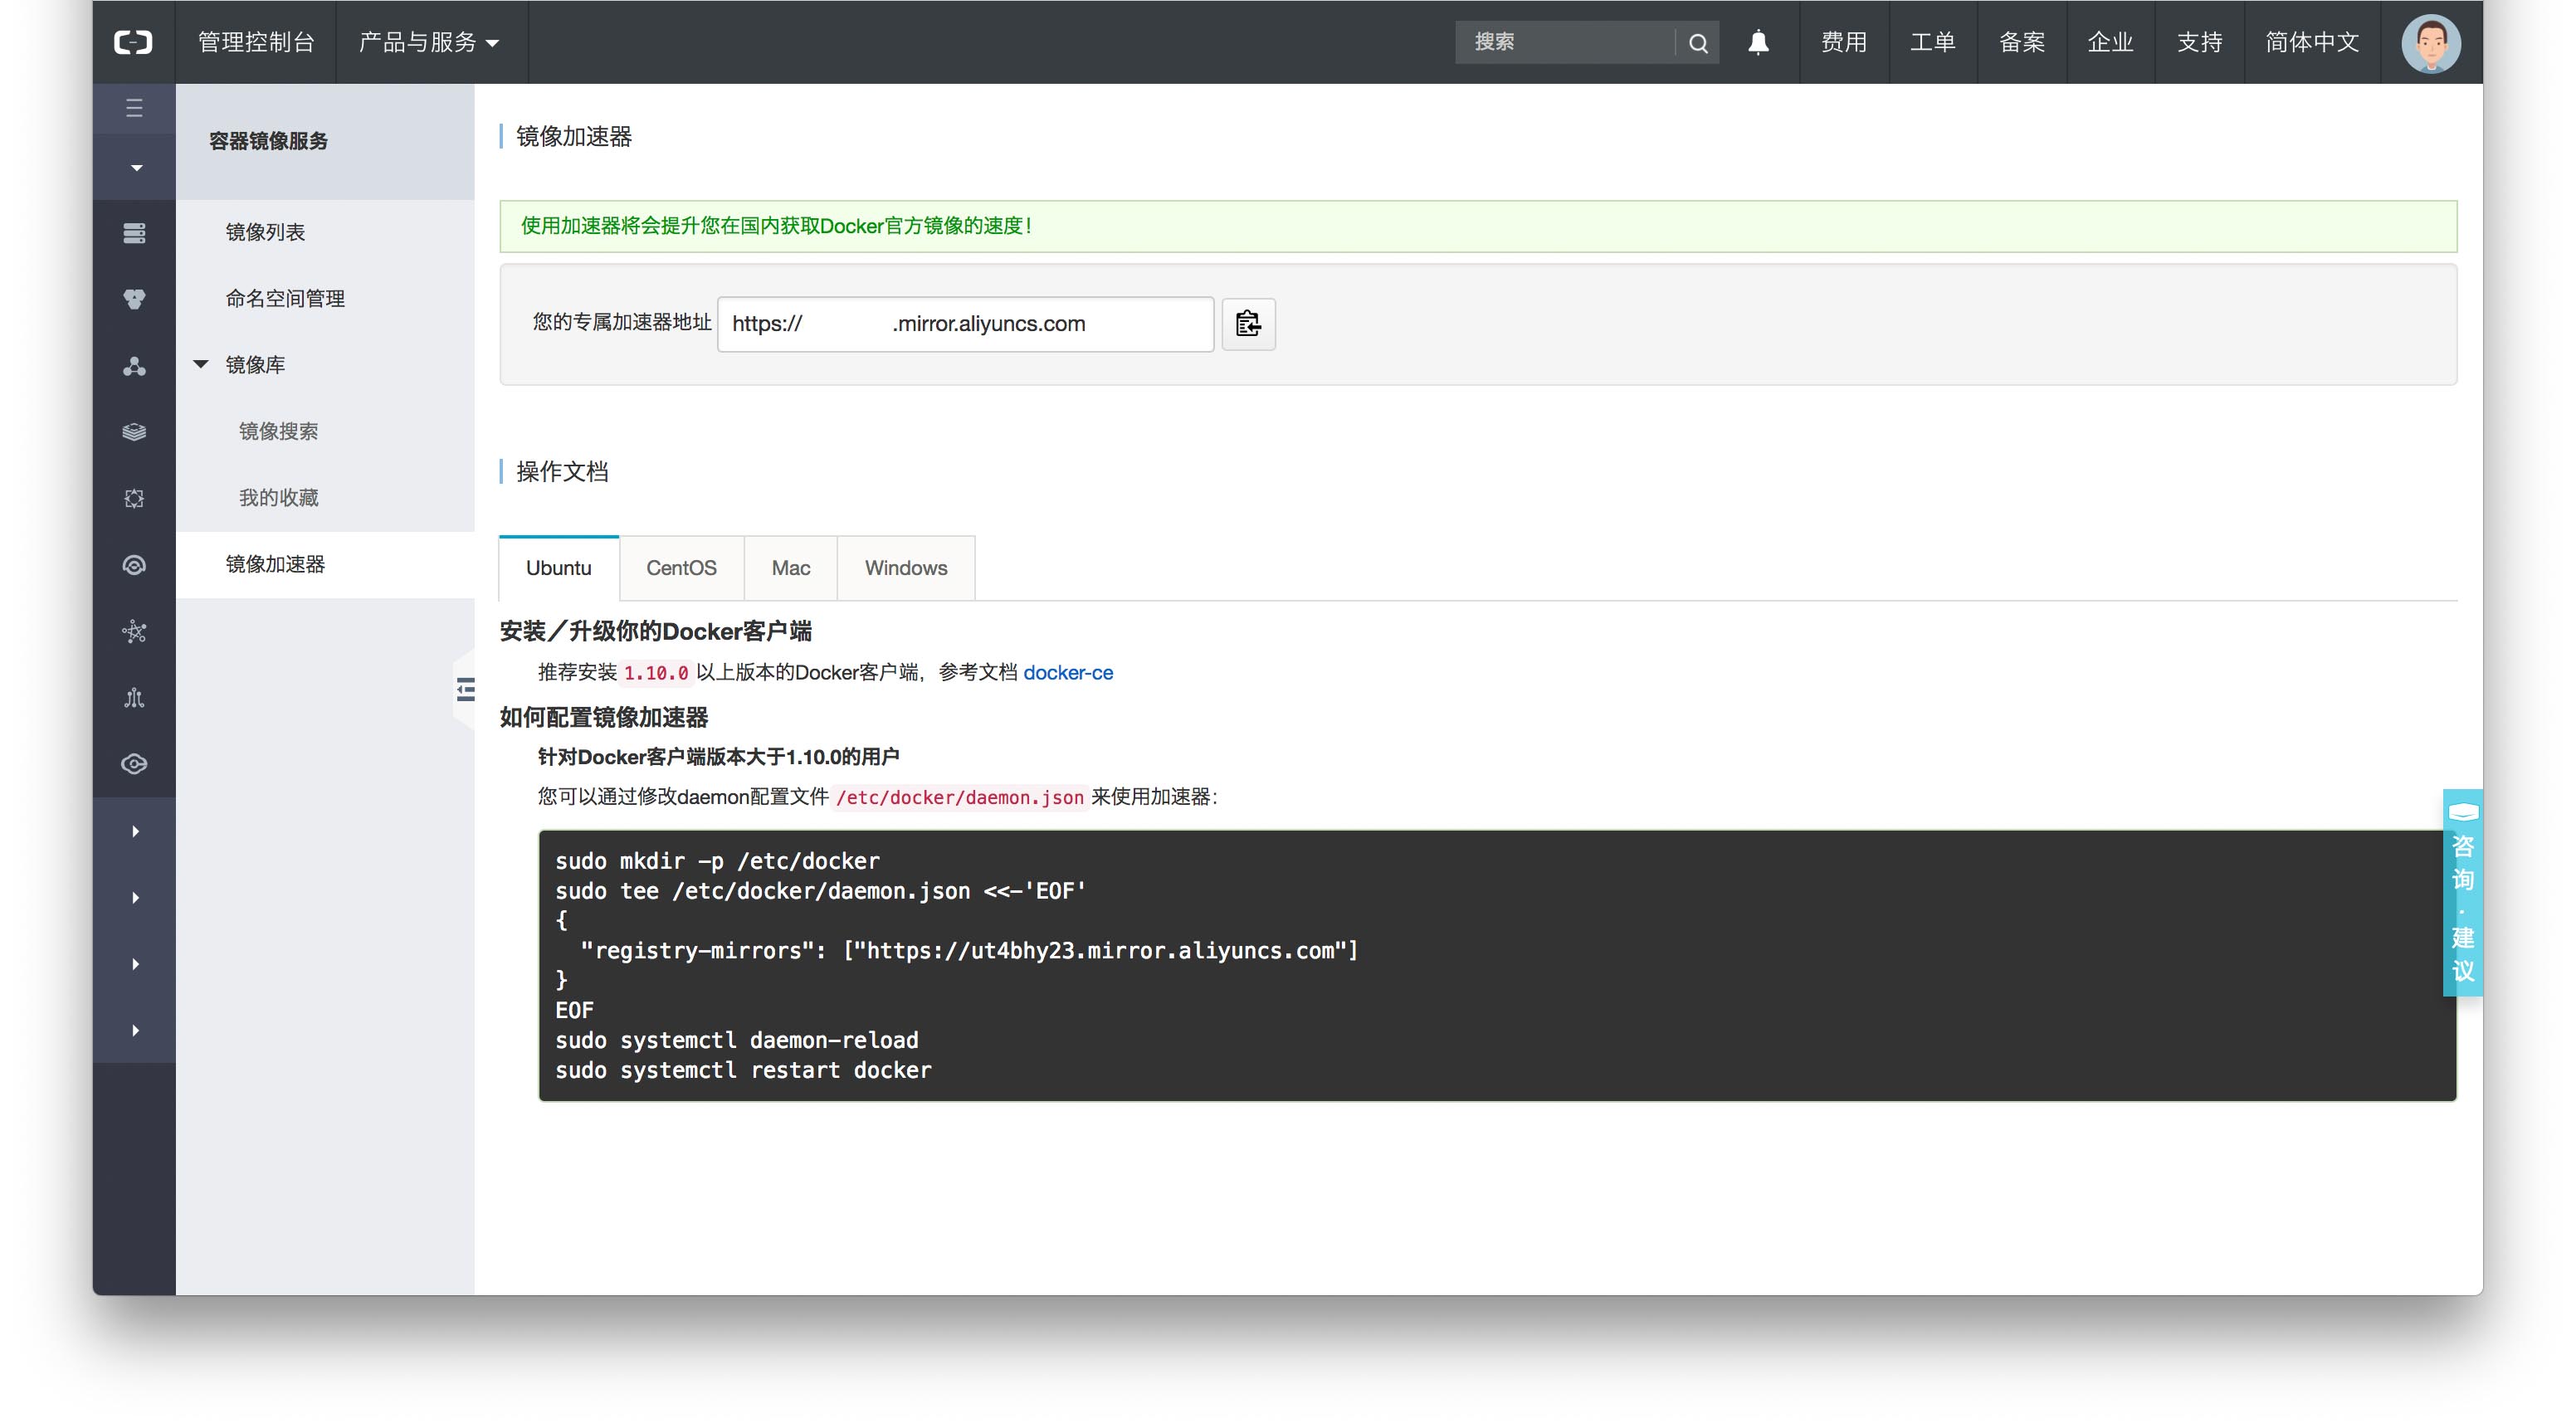 管理控制台
产品与服务
搜索
费用
工单
备案
企业
支持
简体中文
容器镜像服务
镜像列表
命名空间管理
镜像库
镜像搜索
我的收藏
镜像加速器
镜像加速器
使用加速器将会提升您在国内获取Docker官方镜像的速度！
您的专属加速器地址 https:// .mirror.aliyuncs.com
操作文档
Ubuntu
CentOS
Mac
Windows
安装／升级你的Docker客户端
推荐安装 1.10.0 以上版本的Docker客户端，参考文档 docker-ce
如何配置镜像加速器
针对Docker客户端版本大于1.10.0的用户
您可以通过修改daemon配置文件 /etc/docker/daemon.json 来使用加速器：
sudo mkdir -p /etc/docker
sudo tee /etc/docker/daemon.json <<-'EOF'
{
  "registry-mirrors": ["https://ut4bhy23.mirror.aliyuncs.com"]
}
EOF
sudo systemctl daemon-reload
sudo systemctl restart docker
咨询·建议